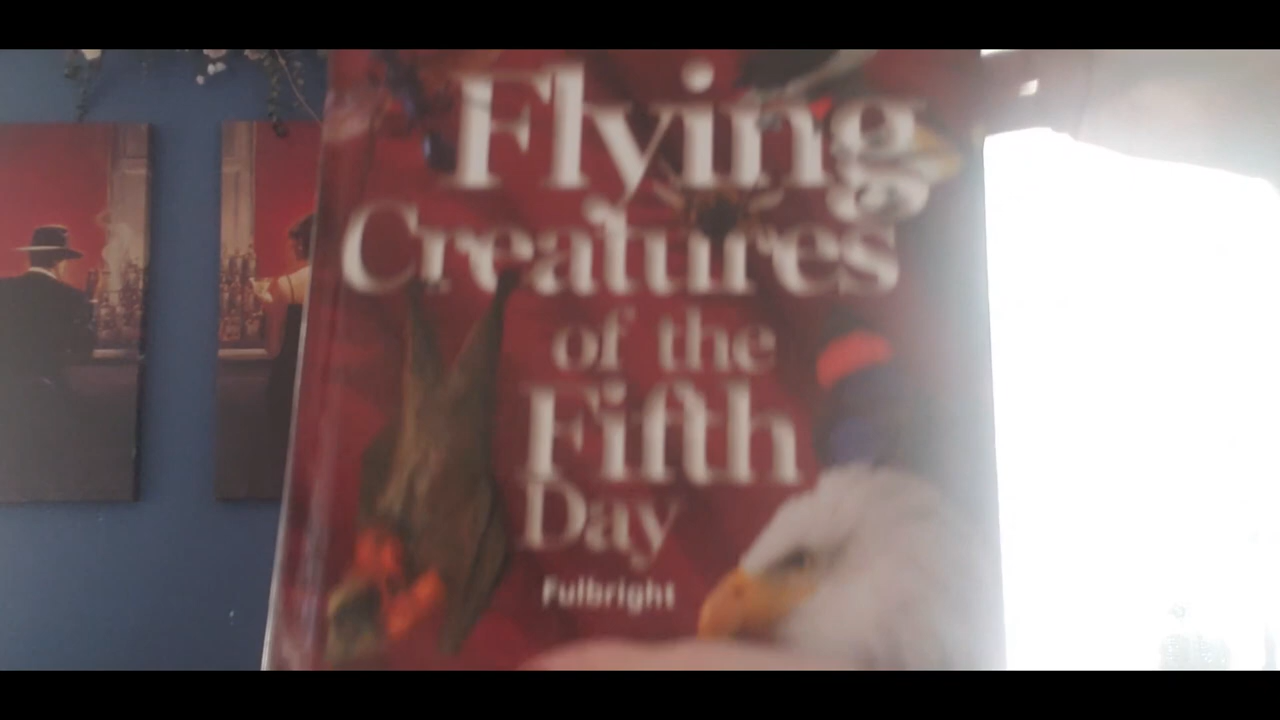 Flying
Creatures
of the
Fifth
Day
Fulbright